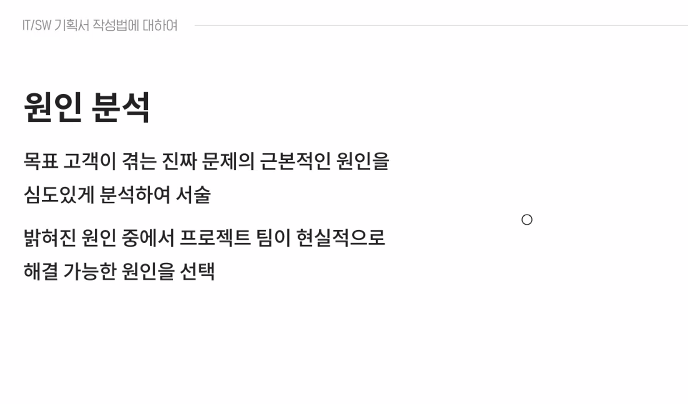 IT/SW 기획서 작성법에 대하여
원인 분석
목표 고객이 겪는 진짜 문제의 근본적인 원인을
심도있게 분석하여 서술
밝혀진 원인 중에서 프로젝트 팀이 현실적으로
해결 가능한 원인을 선택